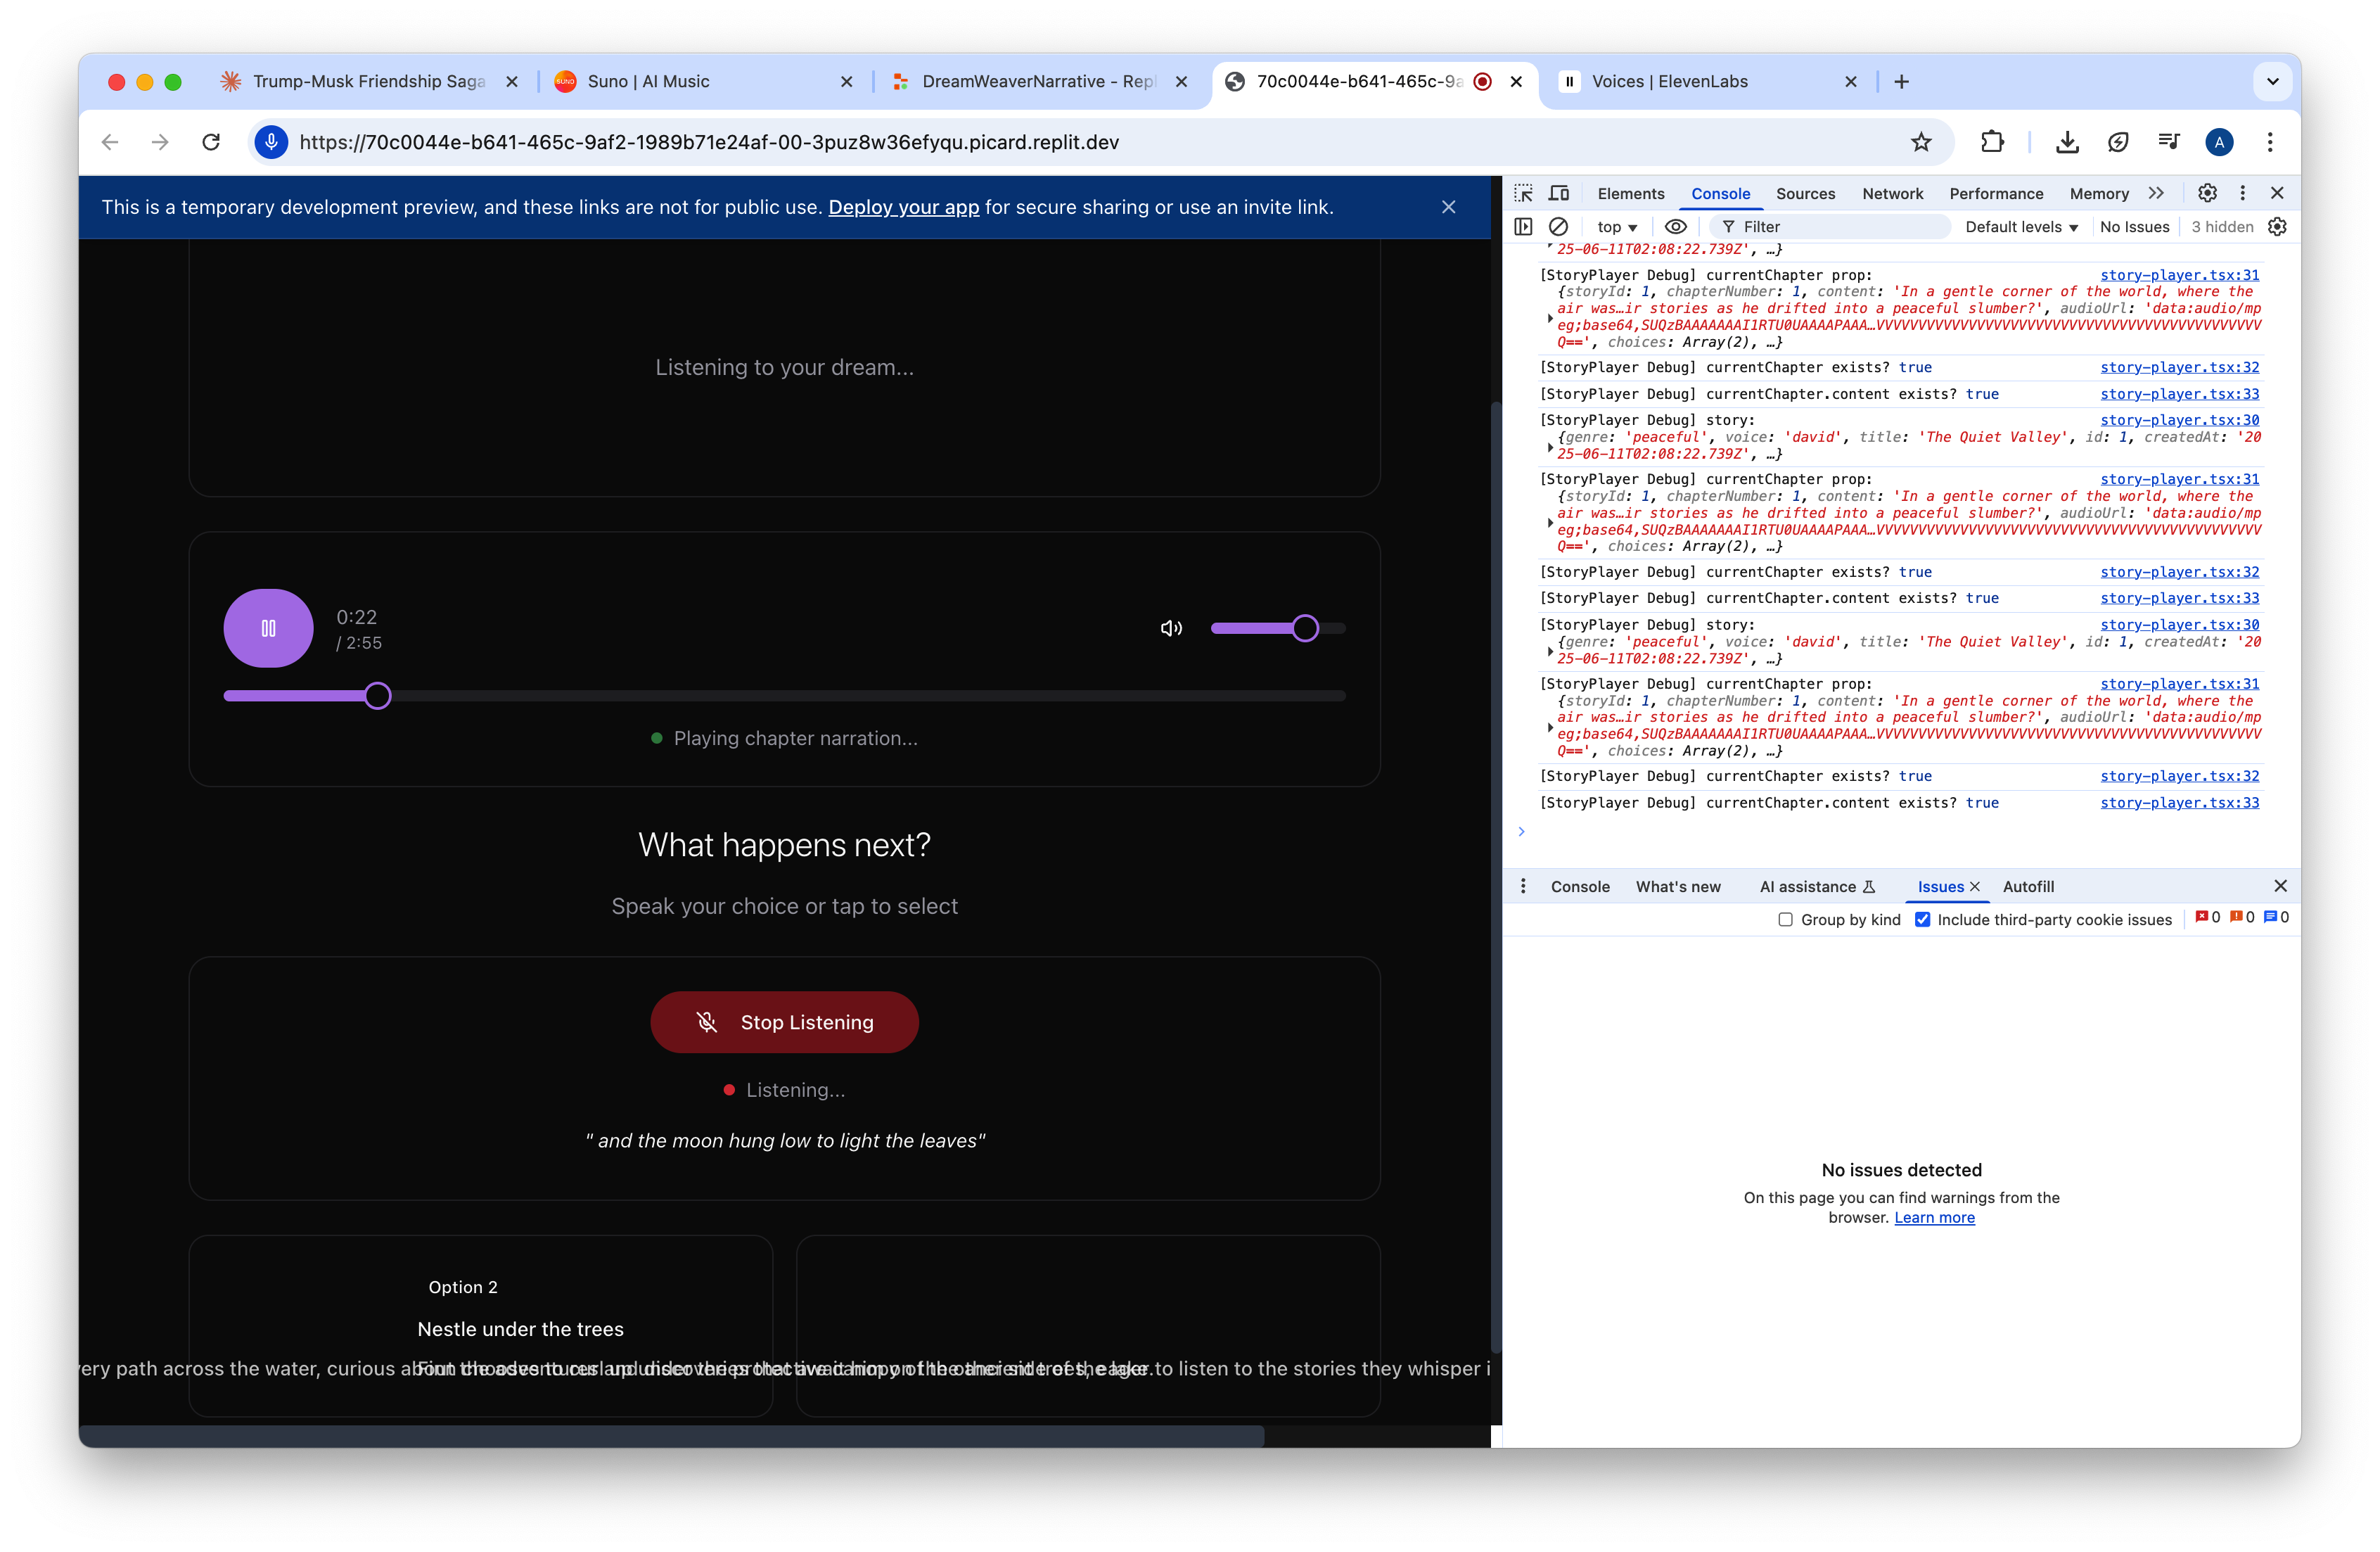 Trump-Musk Friendship Saga
Suno | AI Music
DreamWeaverNarrative - Repl
70c0044e-b641-465c-9a
Voices | ElevenLabs
https://70c0044e-b641-465c-9af2-1989b71e24af-00-3puz8w36efyqu.picard.replit.dev
A
This is a temporary development preview, and these links are not for public use. Deploy your app for secure sharing or use an invite link.
Listening to your dream...
0:22
/ 2:55
Playing chapter narration...
What happens next?
Speak your choice or tap to select
Stop Listening
Listening...
" and the moon hung low to light the leaves"
Option 2
Nestle under the trees
very path across the water, curious
to listen to the stories they whisper i
Elements Console Sources Network Performance Memory
top Filter Default levels No Issues 3 hidden
25-06-11T02:08:22.739Z', …}
[StoryPlayer Debug] currentChapter prop: story-player.tsx:31
{storyId: 1, chapterNumber: 1, content: 'In a gentle corner of the world, where the
air was…ir stories as he drifted into a peaceful slumber?', audioUrl: 'data:audio/mp
eg;base64,SUQzBAAAAAAAI1RTU0UAAAAPAAA…VVVVVVVVVVVVVVVVVVVVVVVVVVVVVVVVVVVVVVVVVVVVVVV
Q==', choices: Array(2), …}
[StoryPlayer Debug] currentChapter exists? true story-player.tsx:32
[StoryPlayer Debug] currentChapter.content exists? true story-player.tsx:33
[StoryPlayer Debug] story: story-player.tsx:30
{genre: 'peaceful', voice: 'david', title: 'The Quiet Valley', id: 1, createdAt: '20
25-06-11T02:08:22.739Z', …}
[StoryPlayer Debug] currentChapter prop: story-player.tsx:31
{storyId: 1, chapterNumber: 1, content: 'In a gentle corner of the world, where the
air was…ir stories as he drifted into a peaceful slumber?', audioUrl: 'data:audio/mp
eg;base64,SUQzBAAAAAAAI1RTU0UAAAAPAAA…VVVVVVVVVVVVVVVVVVVVVVVVVVVVVVVVVVVVVVVVVVVVVVV
Q==', choices: Array(2), …}
[StoryPlayer Debug] currentChapter exists? true story-player.tsx:32
[StoryPlayer Debug] currentChapter.content exists? true story-player.tsx:33
[StoryPlayer Debug] story: story-player.tsx:30
{genre: 'peaceful', voice: 'david', title: 'The Quiet Valley', id: 1, createdAt: '20
25-06-11T02:08:22.739Z', …}
[StoryPlayer Debug] currentChapter prop: story-player.tsx:31
{storyId: 1, chapterNumber: 1, content: 'In a gentle corner of the world, where the
air was…ir stories as he drifted into a peaceful slumber?', audioUrl: 'data:audio/mp
eg;base64,SUQzBAAAAAAAI1RTU0UAAAAPAAA…VVVVVVVVVVVVVVVVVVVVVVVVVVVVVVVVVVVVVVVVVVVVVVV
Q==', choices: Array(2), …}
[StoryPlayer Debug] currentChapter exists? true story-player.tsx:32
[StoryPlayer Debug] currentChapter.content exists? true story-player.tsx:33
Console What's new AI assistance Issues Autofill
Group by kind Include third-party cookie issues 0 0 0
No issues detected
On this page you can find warnings from the
browser. Learn more